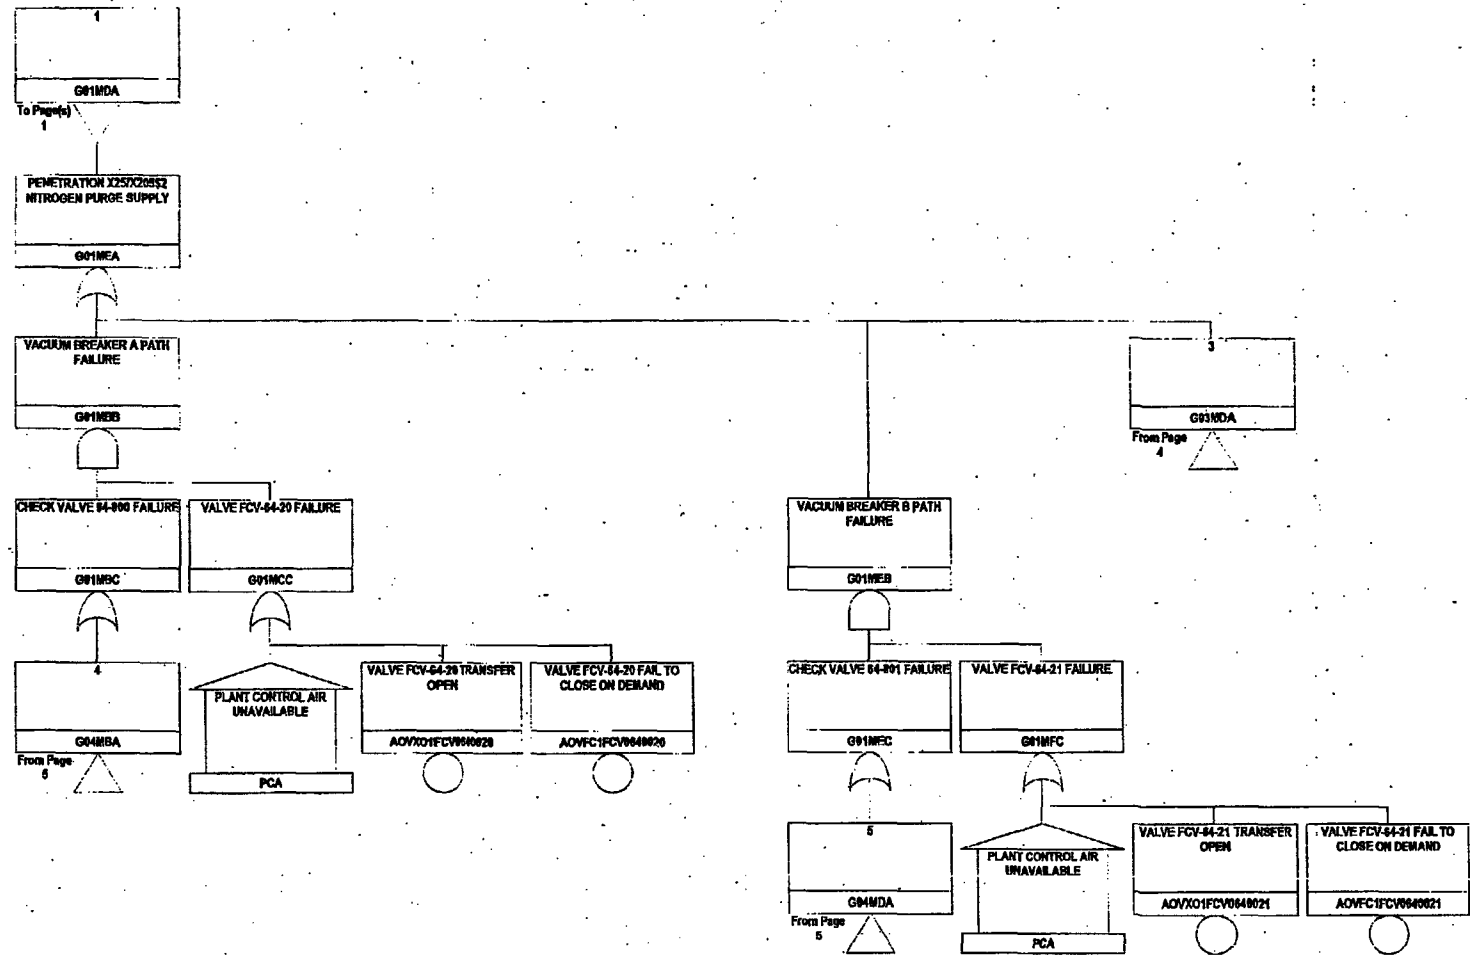 1
G01MDA
To Page(s)
1
PENETRATION X25/X205$2
NITROGEN PURGE SUPPLY
G01MEA
VACUUM BREAKER A PATH
FAILURE
G01MBB
3
G03MDA
From Page
4
CHECK VALVE 64-800 FAILURE
G01MBC
VALVE FCV-64-20 FAILURE
G01MCC
VACUUM BREAKER B PATH
FAILURE
G01MEB
4
G04MBA
From Page
5
PLANT CONTROL AIR
UNAVAILABLE
PCA
VALVE FCV-64-20 TRANSFER
OPEN
AOVXO1FCV0640020
VALVE FCV-64-20 FAIL TO
CLOSE ON DEMAND
AOVFC1FCV0640020
CHECK VALVE 64-801 FAILURE
G01MEC
VALVE FCV-64-21 FAILURE
G01MFC
5
G04MDA
From Page
5
PLANT CONTROL AIR
UNAVAILABLE
PCA
VALVE FCV-64-21 TRANSFER
OPEN
AOVXO1FCV0640021
VALVE FCV-64-21 FAIL TO
CLOSE ON DEMAND
AOVFC1FCV0640021